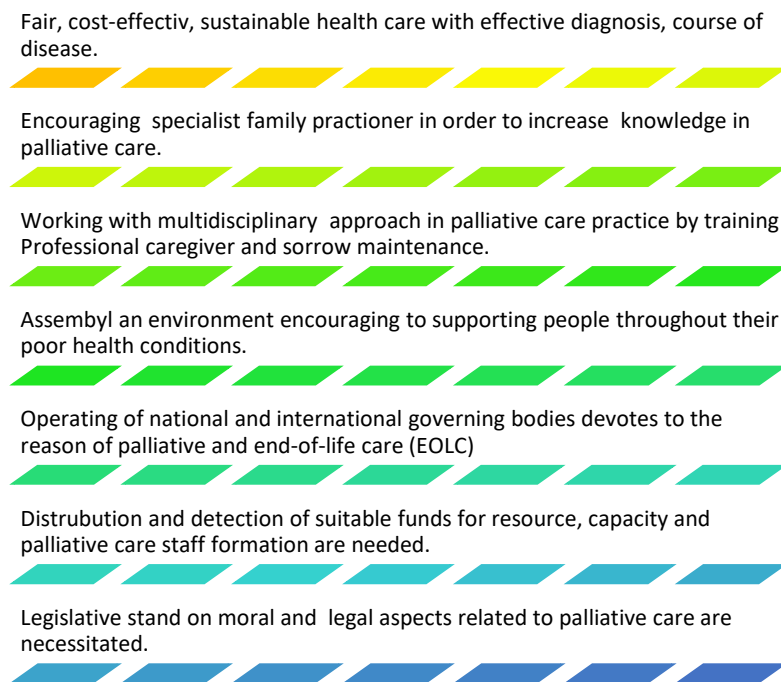 Fair, cost-effectiv, sustainable health care with effective diagnosis, course of
disease.
Encouraging  specialist family practioner in order to increase  knowledge in
palliative care.
Working with multidisciplinary  approach in palliative care practice by training
Professional caregiver and sorrow maintenance.
Assembyl an environment encouraging to supporting people throughout their
poor health conditions.
Operating of national and international governing bodies devotes to the
reason of palliative and end-of-life care (EOLC)
Distrubution and detection of suitable funds for resource, capacity and
palliative care staff formation are needed.
Legislative stand on moral and  legal aspects related to palliative care are
necessitated.